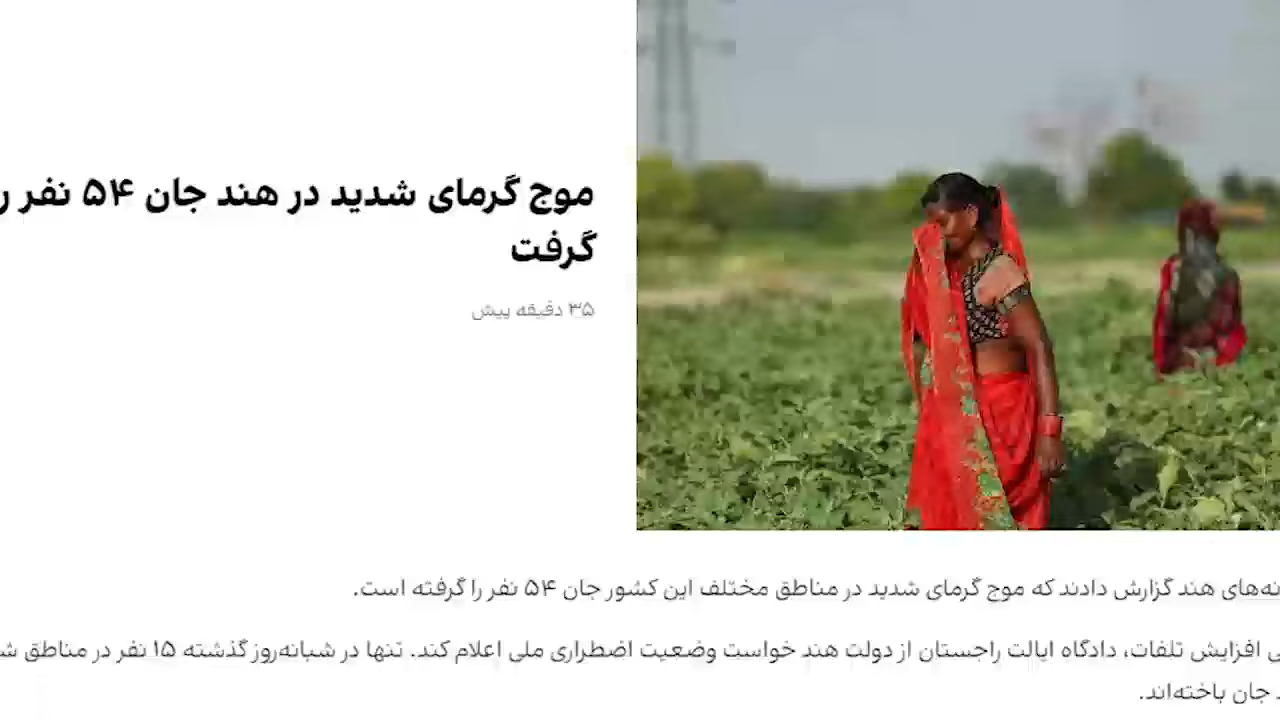 موج گرمای شدید در هند جان ۵۴ نفر ر
گرفت
۳۵ دقیقه پیش
نه‌های هند گزارش دادند که موج گرمای شدید در مناطق مختلف این کشور جان ۵۴ نفر را گرفته است.
ی افزایش تلفات، دادگاه ایالت راجستان از دولت هند خواست وضعیت اضطراری ملی اعلام کند. تنها در شبانه‌روز گذشته ۱۵ نفر در مناطق ش
جان باخته‌اند.